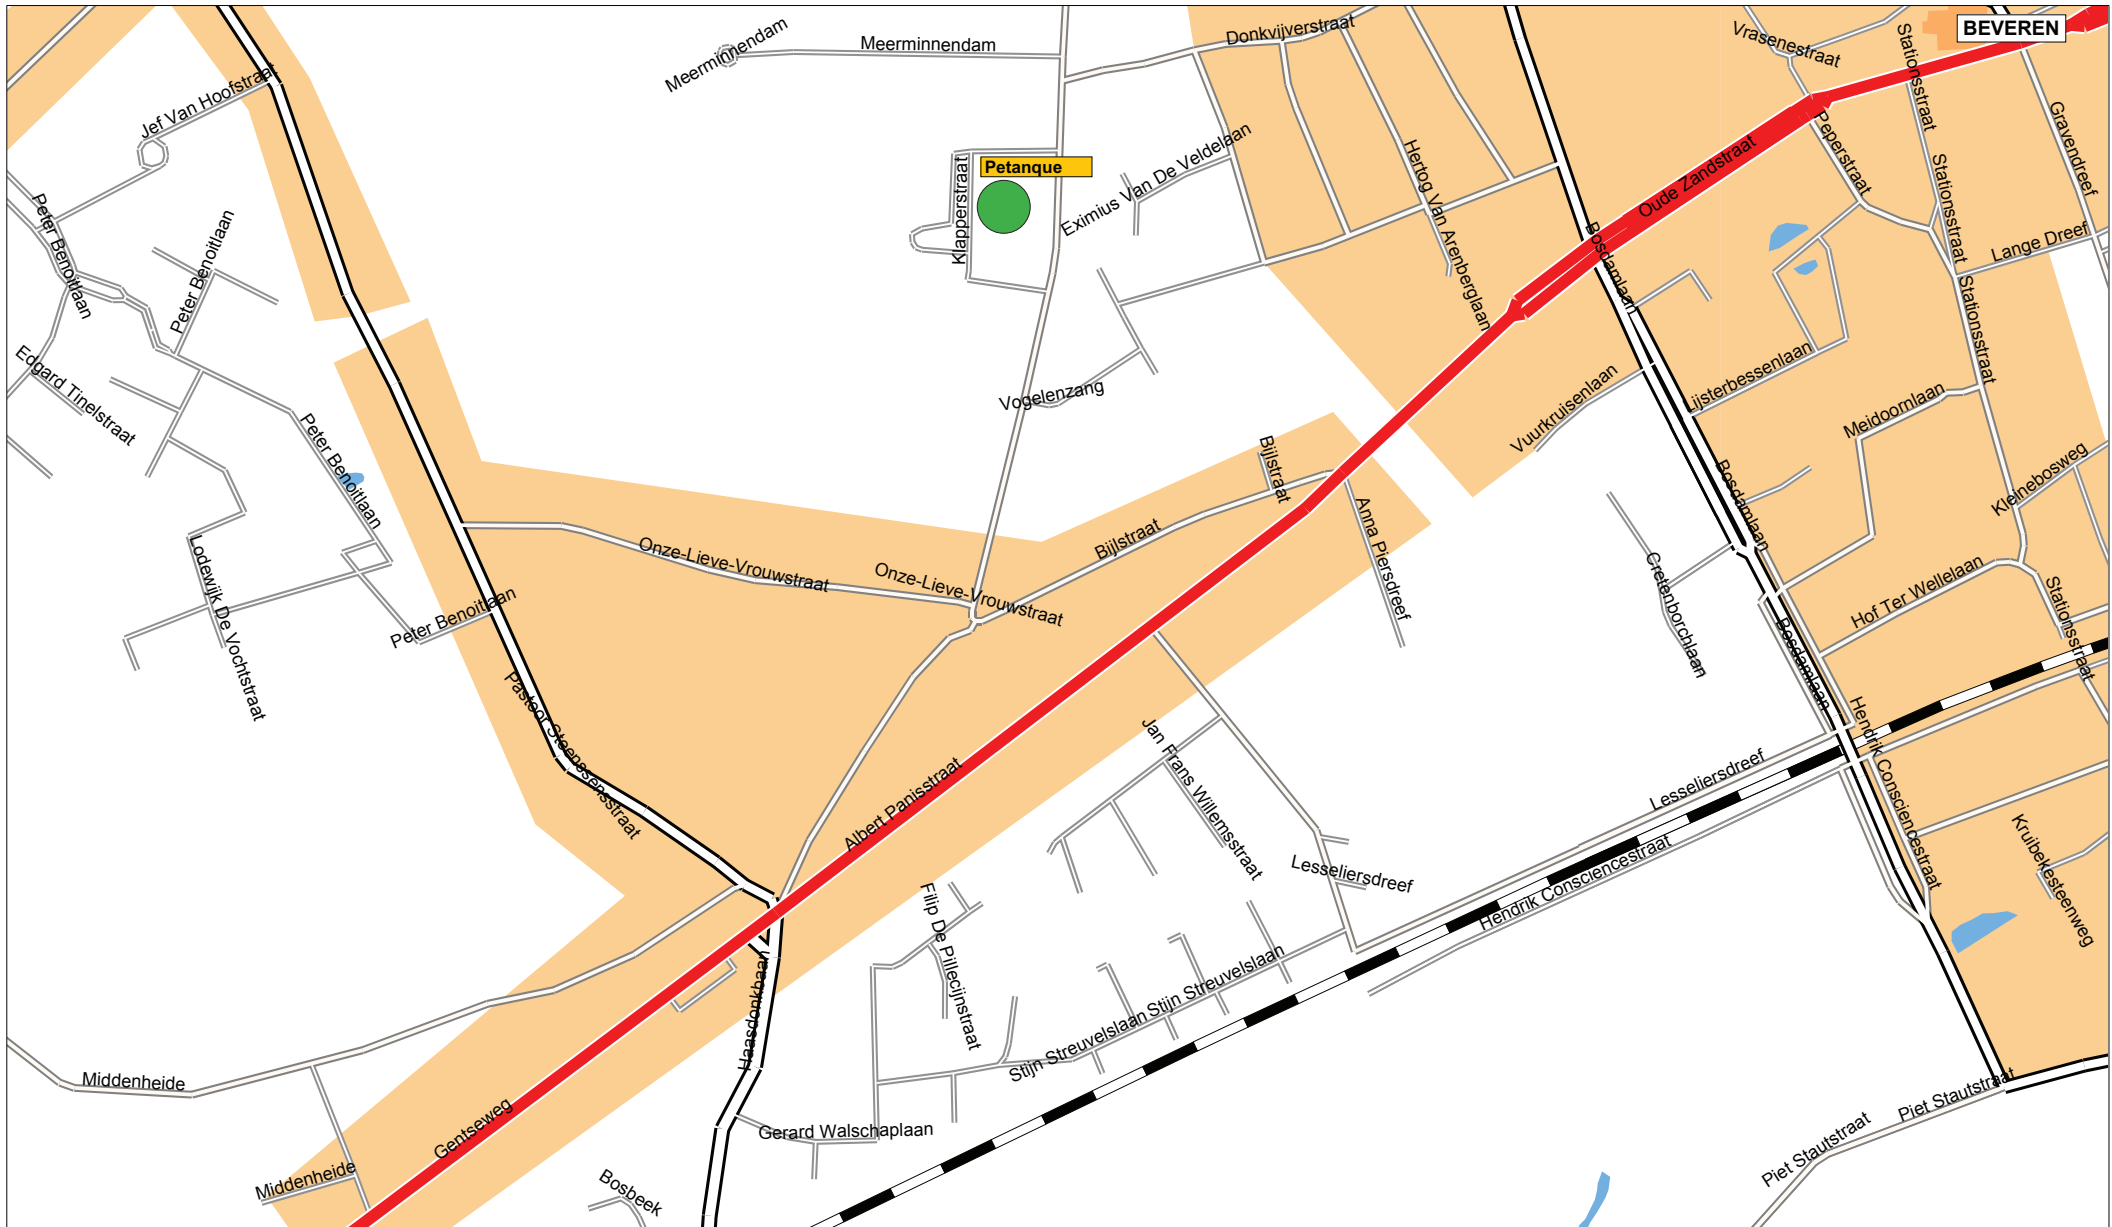 BEVEREN
Meerminnendam
Meerminnendam
Donkvijverstraat
Vrasenestraat
Stationsstraat
Jef Van Hoofstraat
Gravendreef
Peperstraat
Petanque
Klapperstraat
Eximius Van De Veldelaan
Hertog Van Arenberglaan
Oude Zandstraat
Stationsstraat
Lange Dreef
Peter Benoitlaan
Peter Benoitlaan
Bosdamlaan
Stationsstraat
Edgard Tinelstraat
Vogelenzang
Vuurkruisenlaan
Lijsterbessenlaan
Meidoornlaan
Peter Benoitlaan
Bijlstraat
Bosdamlaan
Kleinebosweg
Onze-Lieve-Vrouwstraat
Onze-Lieve-Vrouwstraat
Bijlstraat
Anna Piersdreef
Cretenborchlaan
Hof Ter Wellelaan
Stationsstraat
Lodewijk De Vochtstraat
Peter Benoitlaan
Bosdamlaan
Pastoor Steenssensstraat
Jan Frans Willemsstraat
Hendrik Consciencestraat
Albert Panisstraat
Lesseliersdreef
Lesseliersdreef
Hendrik Consciencestraat
Kruibekesteenweg
Filip De Pillecijnstraat
Haasdonkbaan
Stijn Streuvelslaan
Stijn Streuvelslaan
Middenheide
Gentseweg
Gerard Walschaplaan
Piet Stautstraat
Piet Stautstraat
Middenheide
Bosbeek